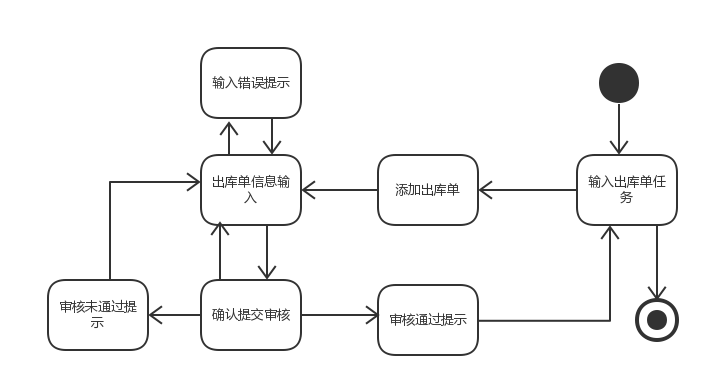 输入错误提示
出库单信息输
入
添加出库单
输入出库单任
务
审核未通过提
示
确认提交审核
审核通过提示